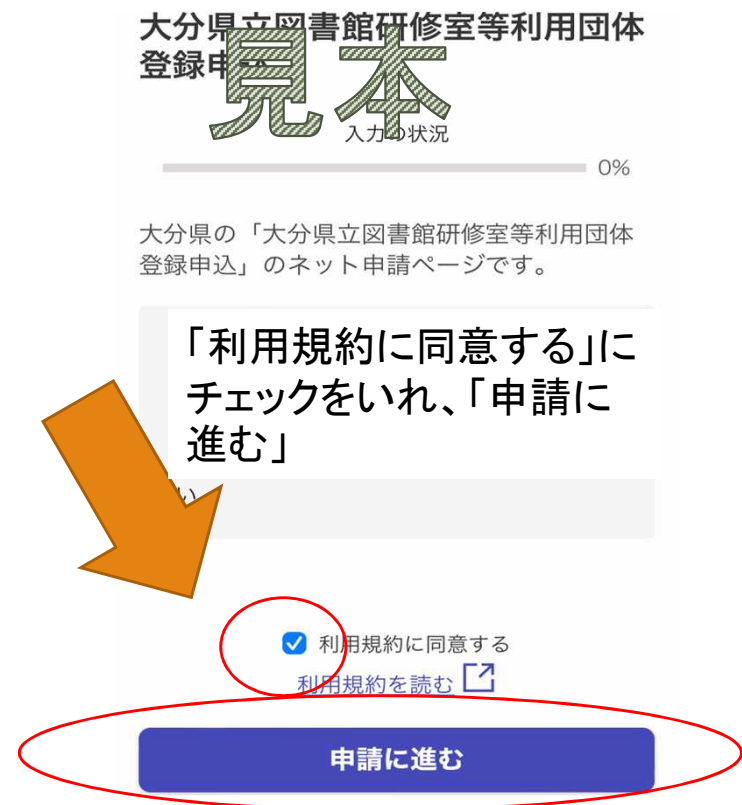 大分県立図書館研修室等利用団体
登録申込
見本
入力の状況
0%
大分県の「大分県立図書館研修室等利用団体
登録申込」のネット申請ページです。
「利用規約に同意する」に
チェックをいれ、「申請に
進む」
い
利用規約に同意する
利用規約を読む
申請に進む